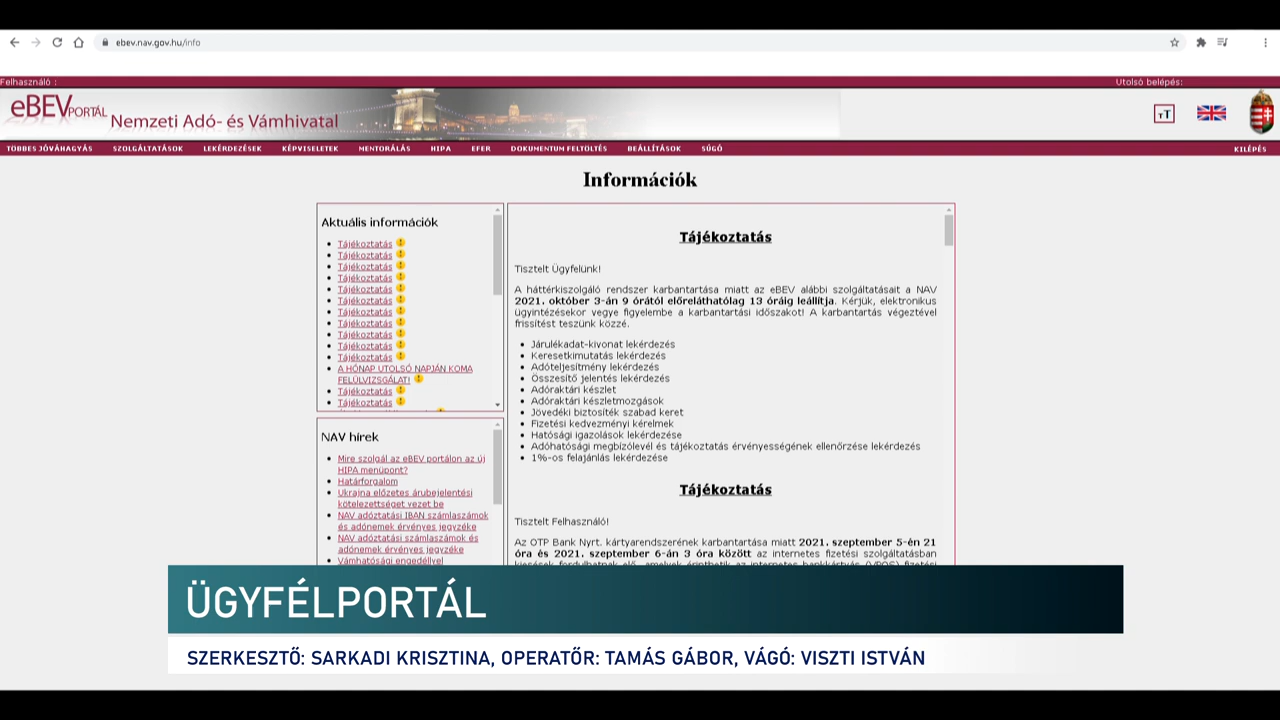 ebev.nav.gov.hu/info
Felhasználó :
Utolsó belépés:
eBEV PORTÁL
Nemzeti Adó- és Vámhivatal
TT
TÖBBES JÓVÁHAGYÁS SZOLGÁLTATÁSOK LEKÉRDEZÉSEK KÉPVISELETEK MENTORÁLÁS HIPA EFER DOKUMENTUM FELTÖLTÉS BEÁLLÍTÁSOK SÚGÓ KILÉPÉS
Információk
Aktuális információk
Tájékoztatás
Tájékoztatás
Tájékoztatás
Tájékoztatás
Tájékoztatás
Tájékoztatás
Tájékoztatás
Tájékoztatás
Tájékoztatás
Tájékoztatás
Tájékoztatás
A HÓNAP UTOLSÓ NAPJÁN KOMA
FELÜLVIZSGÁLAT!
Tájékoztatás
Tájékoztatás
NAV hírek
Mire szolgál az eBEV portálon az új
HIPA menüpont?
Határforgalom
Ukrajna előzetes árubejelentési
kötelezettséget vezet be
NAV adóztatási IBAN számlaszámok
és adónemek érvényes jegyzéke
NAV adóztatási számlaszámok és
adónemek érvényes jegyzéke
Vámhatósági engedéllyel
Tájékoztatás
Tisztelt Ügyfelünk!
A háttérkiszolgáló rendszer karbantartása miatt az eBEV alábbi szolgáltatásait a NAV
2021. október 3-án 9 órától előreláthatólag 13 óráig leállítja. Kérjük, elektronikus
ügyintézésekor vegye figyelembe a karbantartási időszakot! A karbantartás végeztével
frissítést teszünk közzé.
Járulékadat-kivonat lekérdezés
Keresetkimutatás lekérdezés
Adóteljesítmény lekérdezés
Összesítő jelentés lekérdezés
Adóraktári készlet
Adóraktári készletmozgások
Jövedéki biztosíték szabad keret
Fizetési kedvezményi kérelmek
Hatósági igazolások lekérdezése
Adóhatósági megbízólevél és tájékoztatás érvényességének ellenőrzése lekérdezés
1%-os felajánlás lekérdezése
Tájékoztatás
Tisztelt Felhasználó!
Az OTP Bank Nyrt. kártyarendszerének karbantartása miatt 2021. szeptember 5-én 21
óra és 2021. szeptember 6-án 3 óra között az internetes fizetési szolgáltatásban
ÜGYFÉLPORTÁL
SZERKESZTŐ: SARKADI KRISZTINA, OPERATŐR: TAMÁS GÁBOR, VÁGÓ: VISZTI ISTVÁN